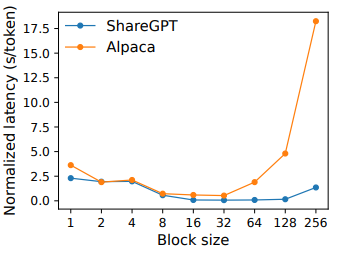 Normalized latency (s/token)
17.5
15.0
12.5
10.0
7.5
5.0
2.5
0.0
ShareGPT
Alpaca
1 2 4 8 16 32 64 128 256
Block size